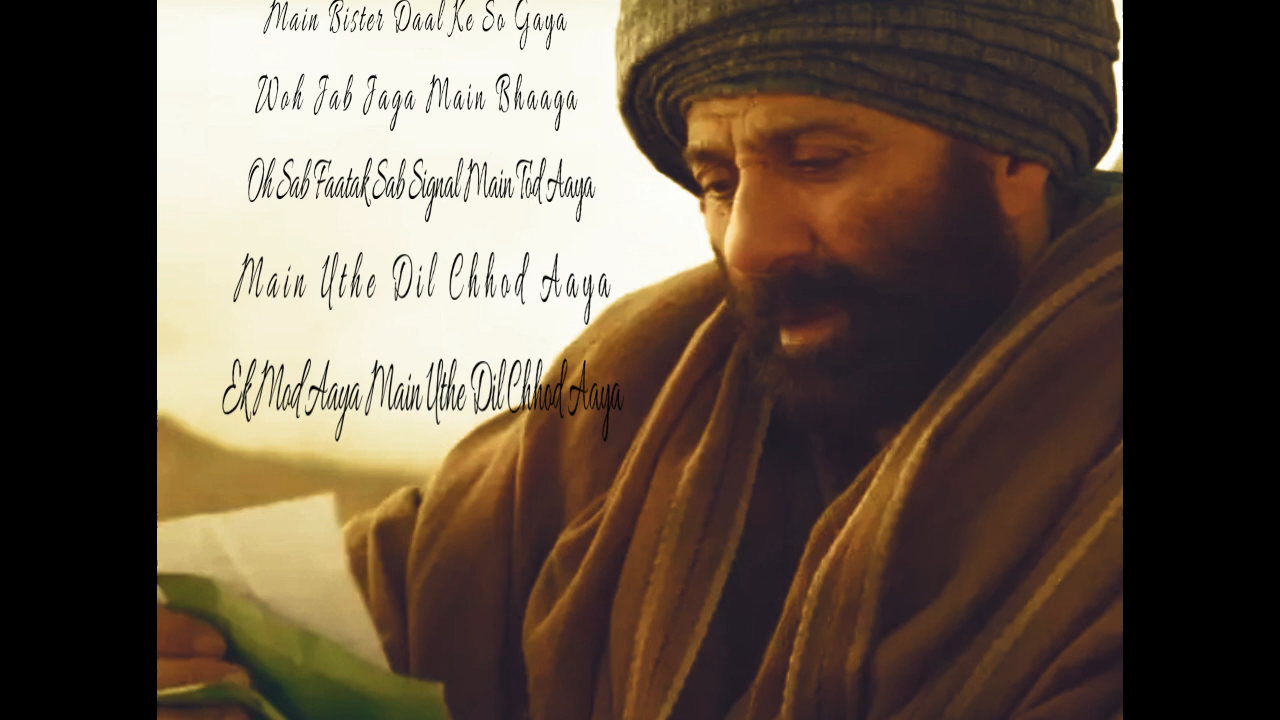 Main Bister Daal Ke So Gaya
Woh Jab Jaga Main Bhaaga
Oh Sab Faatak Sab Signal Main Tod Aaya
Main Uthe Dil Chhod Aaya
Ek Mod Aaya Main Uthe Dil Chhod Aaya